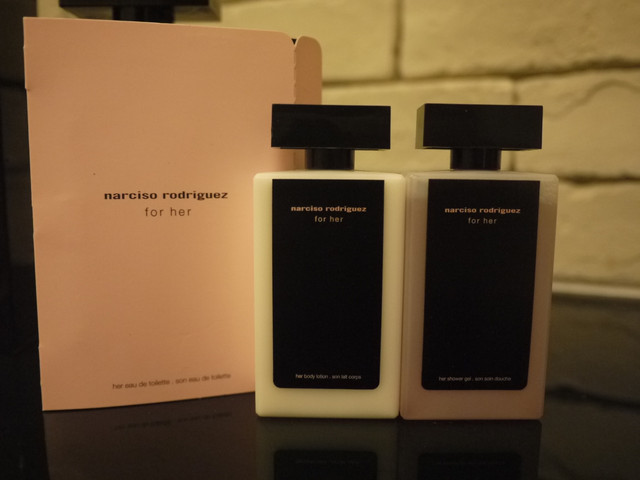 narciso rodriguez
for her
her eau de toilette . son eau de toilette
narciso rodriguez
for her
her body lotion . son lait corps
narciso rodriguez
for her
her shower gel . son soin douche